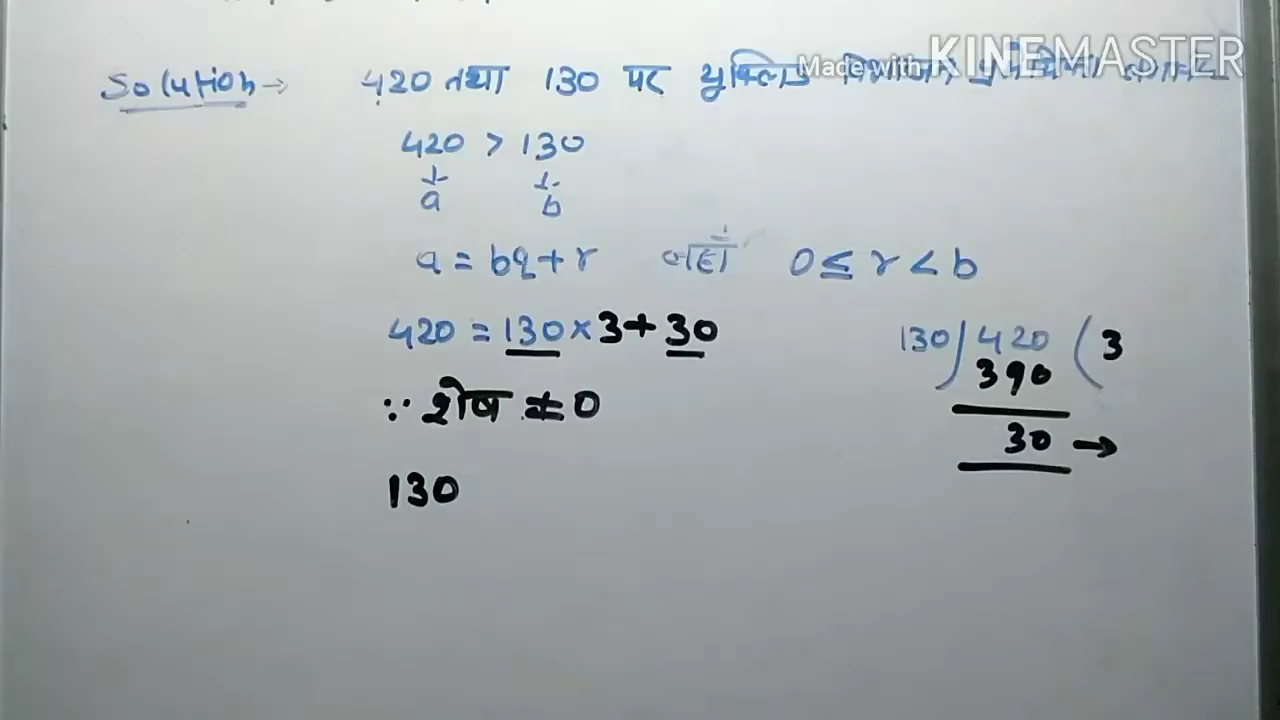 Made with KINEMASTER
Solution → 420 तथा 130 पर युक्लिड
420 > 130
a b
a = bq + r जहाँ 0 ≤ r < b
420 = 130 × 3 + 30
130 ) 420 ( 3
390
30 →
∵ शेष ≠ 0
130